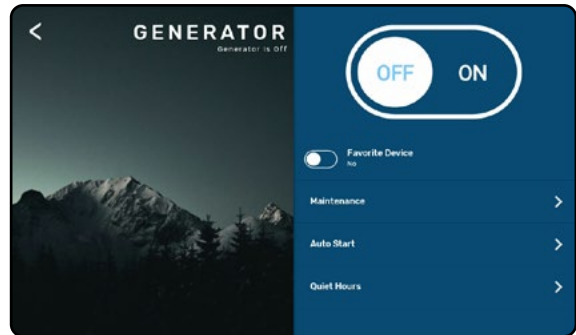 GENERATOR
Generator is Off
OFF ON
Favorite Device
No
Maintenance
Auto Start
Quiet Hours